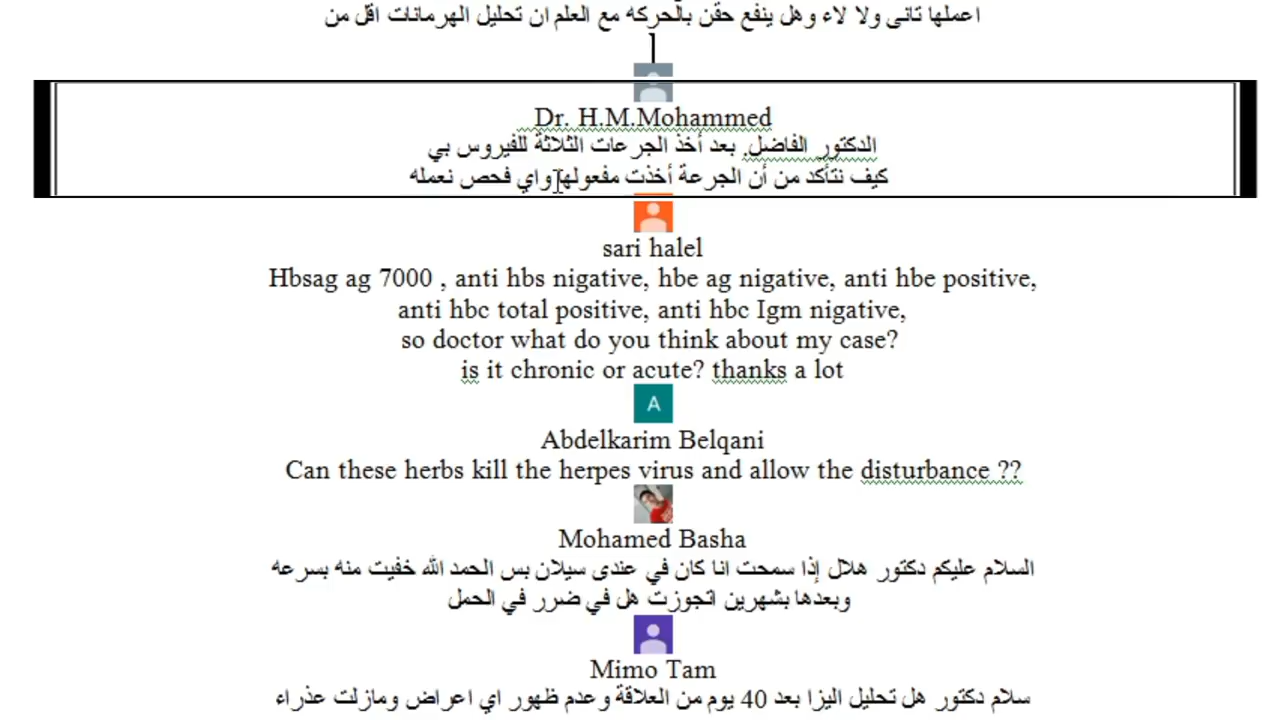 اعملها تانى ولا لاء وهل ينفع حقن بالحركه مع العلم ان تحليل الهرمانات اقل من
1
Dr. H.M.Mohammed
الدكتور الفاضل. بعد أخذ الجرعات الثلاثة للفيروس بي
كيف نتأكد من أن الجرعة أخذت مفعولها واي فحص نعمله
sari halel
Hbsag ag 7000 , anti hbs nigative, hbe ag nigative, anti hbe positive,
anti hbc total positive, anti hbc Igm nigative,
so doctor what do you think about my case?
is it chronic or acute? thanks a lot
A
Abdelkarim Belqani
Can these herbs kill the herpes virus and allow the disturbance ??
Mohamed Basha
السلام عليكم دكتور هلال إذا سمحت انا كان في عندى سيلان بس الحمد الله خفيت منه بسرعه
وبعدها بشهرين اتجوزت هل في ضرر في الحمل
Mimo Tam
سلام دكتور هل تحليل اليزا بعد 40 يوم من العلاقة وعدم ظهور اي اعراض ومازلت عذراء